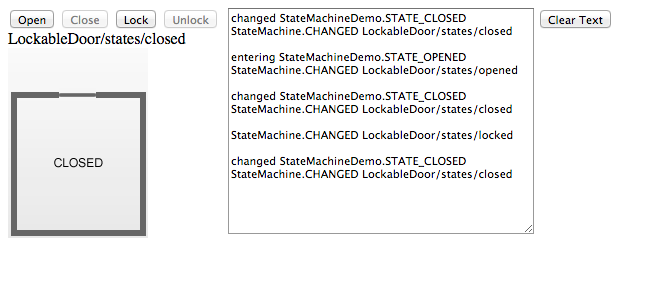 Open Close Lock Unlock
LockableDoor/states/closed
CLOSED
changed StateMachineDemo.STATE_CLOSED
StateMachine.CHANGED LockableDoor/states/closed
entering StateMachineDemo.STATE_OPENED
StateMachine.CHANGED LockableDoor/states/opened
changed StateMachineDemo.STATE_CLOSED
StateMachine.CHANGED LockableDoor/states/closed
StateMachine.CHANGED LockableDoor/states/locked
changed StateMachineDemo.STATE_CLOSED
StateMachine.CHANGED LockableDoor/states/closed
Clear Text